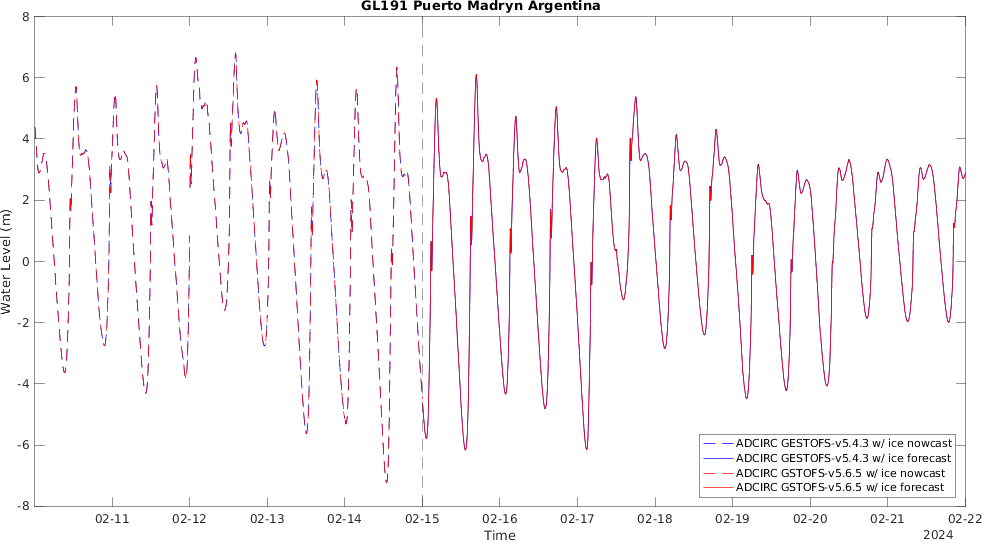 GL191 Puerto Madryn Argentina
8
6
4
2
0
-2
-4
-6
-8
Water Level (m)
ADCIRC GESTOFS-v5.4.3 w/ ice nowcast
ADCIRC GESTOFS-v5.4.3 w/ ice forecast
ADCIRC GSTOFS-v5.6.5 w/ ice nowcast
ADCIRC GSTOFS-v5.6.5 w/ ice forecast
02-11 02-12 02-13 02-14 02-15 02-16 02-17 02-18 02-19 02-20 02-21 02-22
Time
2024